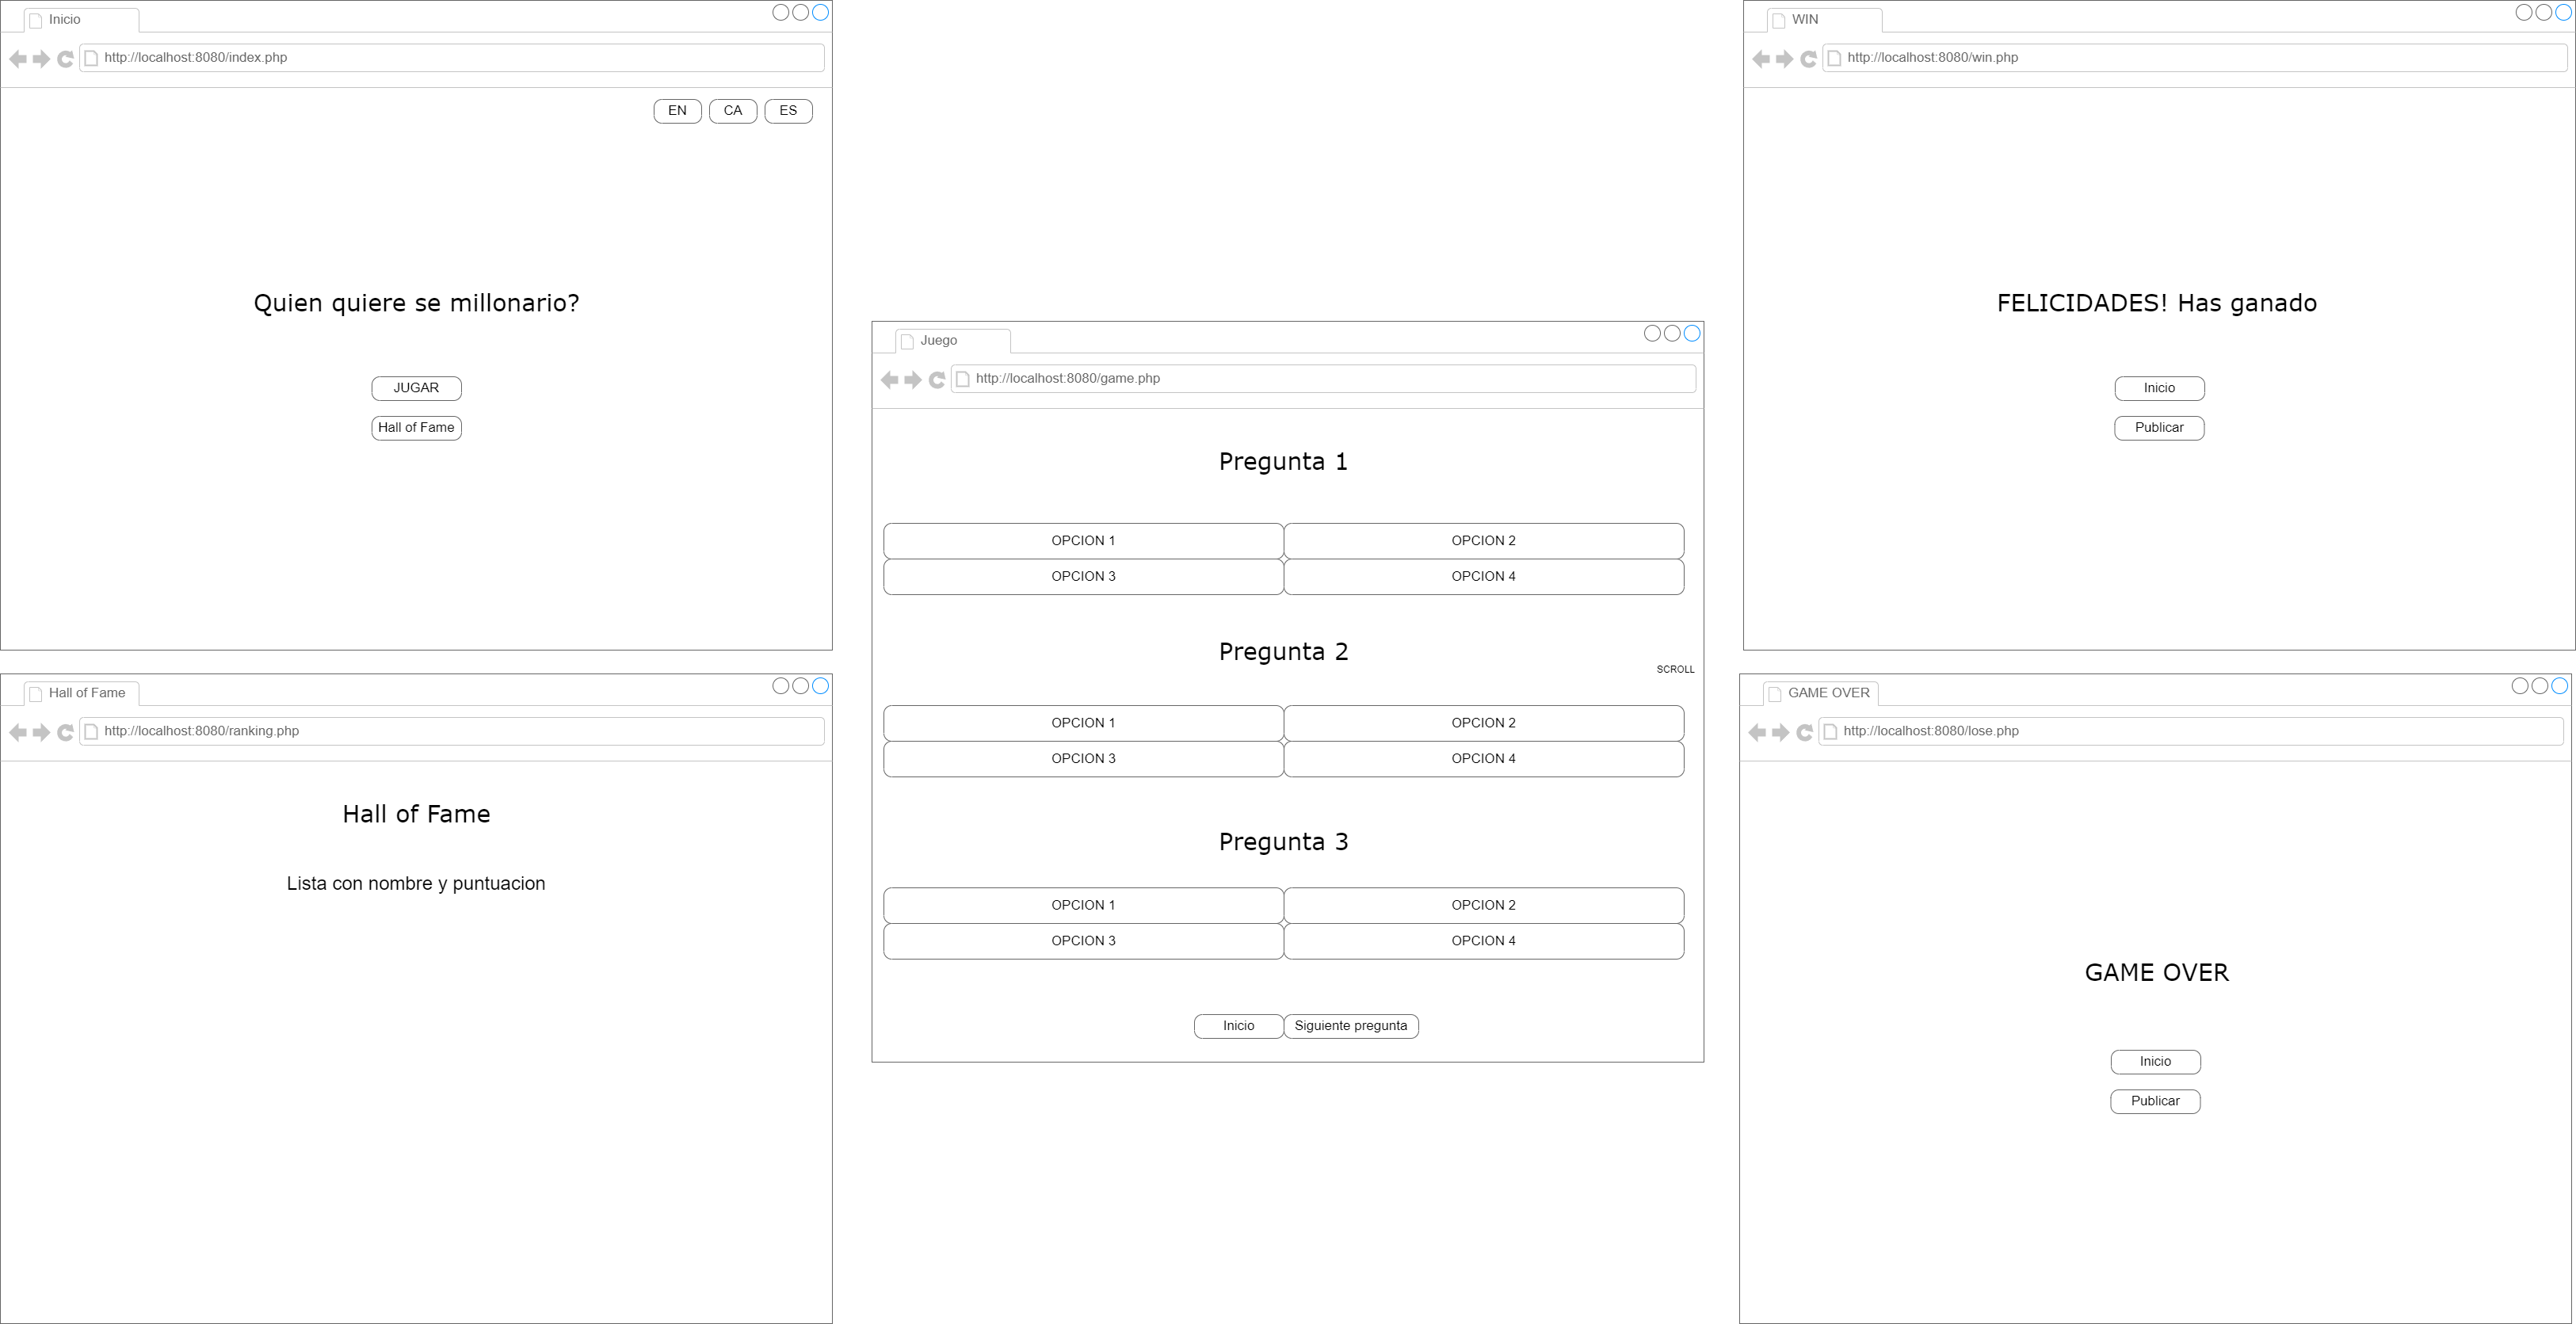 Inicio
http://localhost:8080/index.php
EN CA ES
Quien quiere se millonario?
JUGAR
Hall of Fame
Hall of Fame
http://localhost:8080/ranking.php
Hall of Fame
Lista con nombre y puntuacion
Juego
http://localhost:8080/game.php
Pregunta 1
OPCION 1 OPCION 2
OPCION 3 OPCION 4
Pregunta 2
SCROLL
OPCION 1 OPCION 2
OPCION 3 OPCION 4
Pregunta 3
OPCION 1 OPCION 2
OPCION 3 OPCION 4
Inicio Siguiente pregunta
WIN
http://localhost:8080/win.php
FELICIDADES! Has ganado
Inicio
Publicar
GAME OVER
http://localhost:8080/lose.php
GAME OVER
Inicio
Publicar